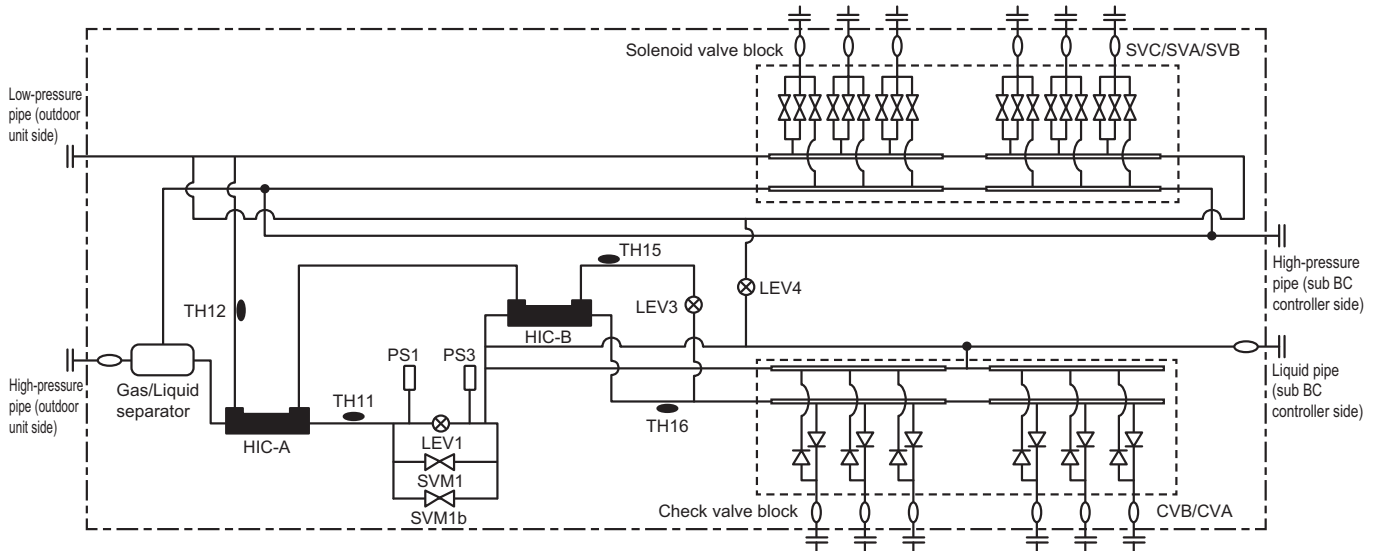 Solenoid valve block
SVC/SVA/SVB
Low-pressure
pipe (outdoor
unit side)
TH15
High-pressure
pipe (sub BC
controller side)
LEV4
TH12
LEV3
HIC-B
PS1
PS3
High-pressure
pipe (outdoor
unit side)
Gas/Liquid
separator
Liquid pipe
(sub BC
controller side)
TH11
TH16
HIC-A
LEV1
SVM1
SVM1b
Check valve block
CVB/CVA